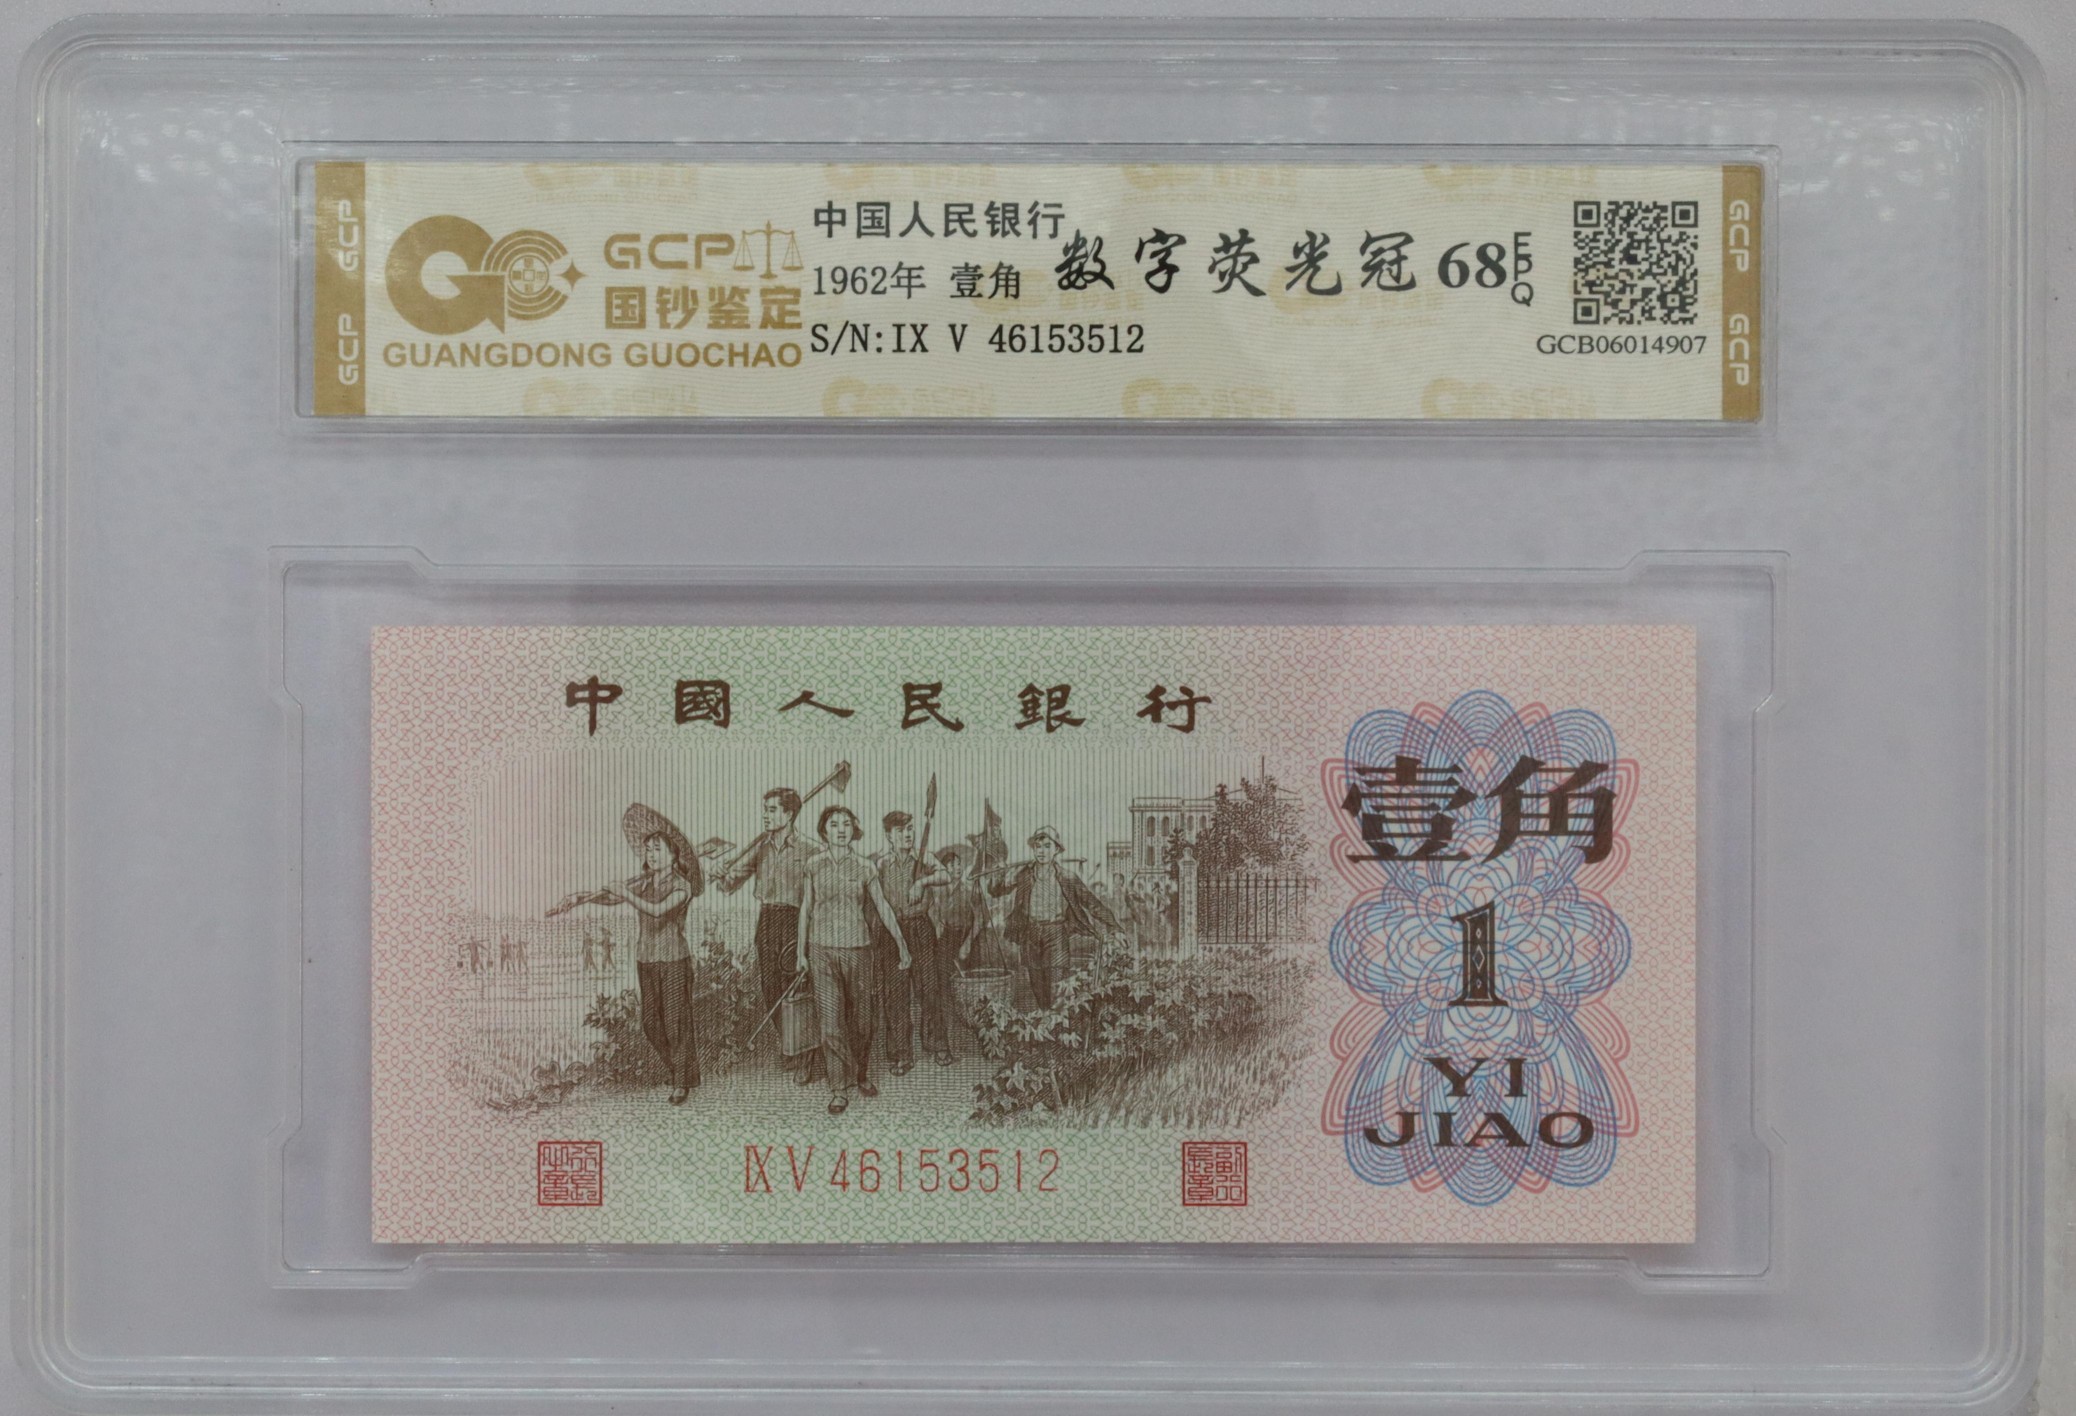 GCP GCP
GCP
国钞鉴定
GUANGDONG GUOCHAO
中国人民银行
1962年 壹角
S/N:IX V 46153512
数字荧光冠 68 EPQ
GCB06014907
GCP GCP
中國人民銀行
壹角
1
YI
JIAO
IX V 46153512